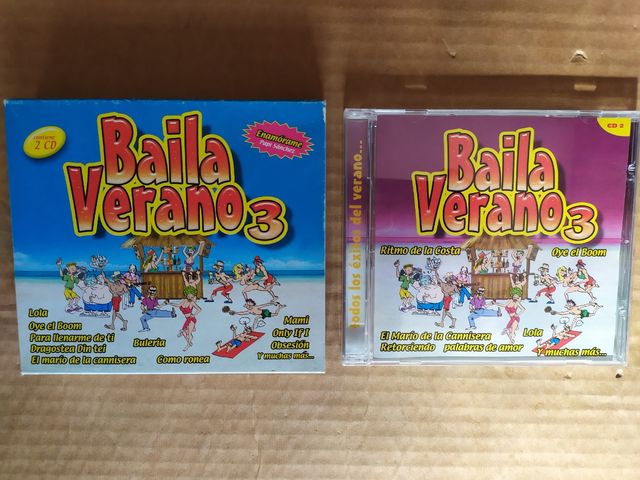 contiene
2 CD
Baila
Verano 3
Enamórame
Papi Sánchez
Lola
Oye el Boom
Para llenarme de ti
Dragostea Din tei
El mario de la cannisera
Bulería
Como ronea
Mami
Only If I
Obsesión
Y muchas más...
todos los éxitos del verano...
CD 2
Baila
Verano 3
Ritmo de la Costa
Oye el Boom
El Mario de la Cannisera
Lola
Retorciendo palabras de amor
Y muchas más...